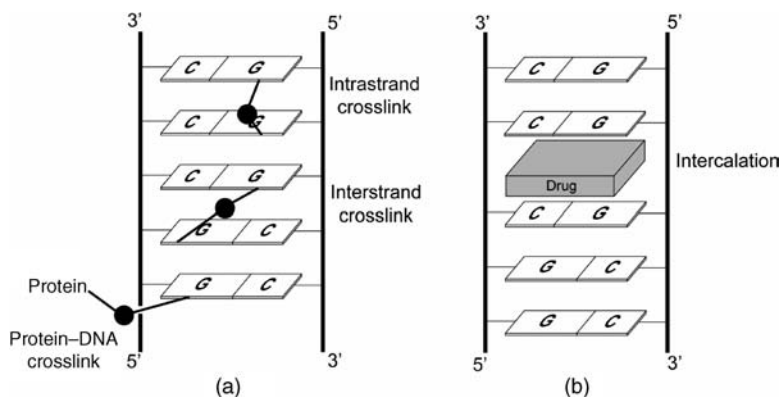 3' 5'
C G
Intrastrand
crosslink
C G
C G
Interstrand
crosslink
G C
G C
Protein
Protein–DNA
crosslink
5' 3'
(a)
3' 5'
C G
C G
Intercalation
Drug
C G
G C
G C
5' 3'
(b)